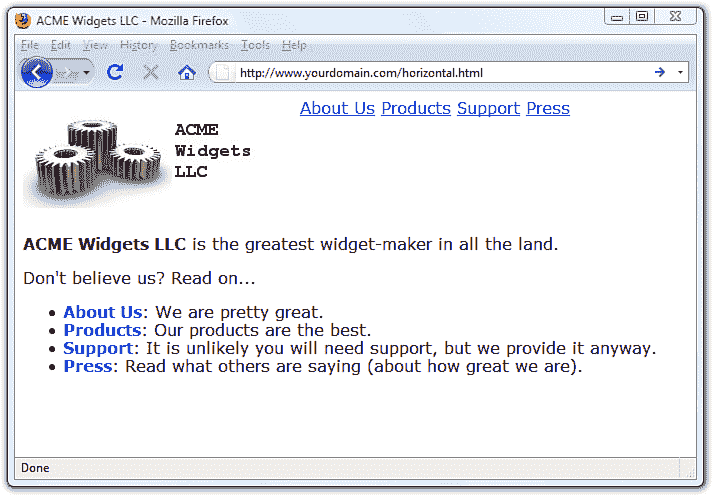 ACME Widgets LLC - Mozilla Firefox
File Edit View History Bookmarks Tools Help
http://www.yourdomain.com/horizontal.html
About Us Products Support Press
ACME
Widgets
LLC
ACME Widgets LLC is the greatest widget-maker in all the land.
Don't believe us? Read on...
• About Us: We are pretty great.
• Products: Our products are the best.
• Support: It is unlikely you will need support, but we provide it anyway.
• Press: Read what others are saying (about how great we are).
Done